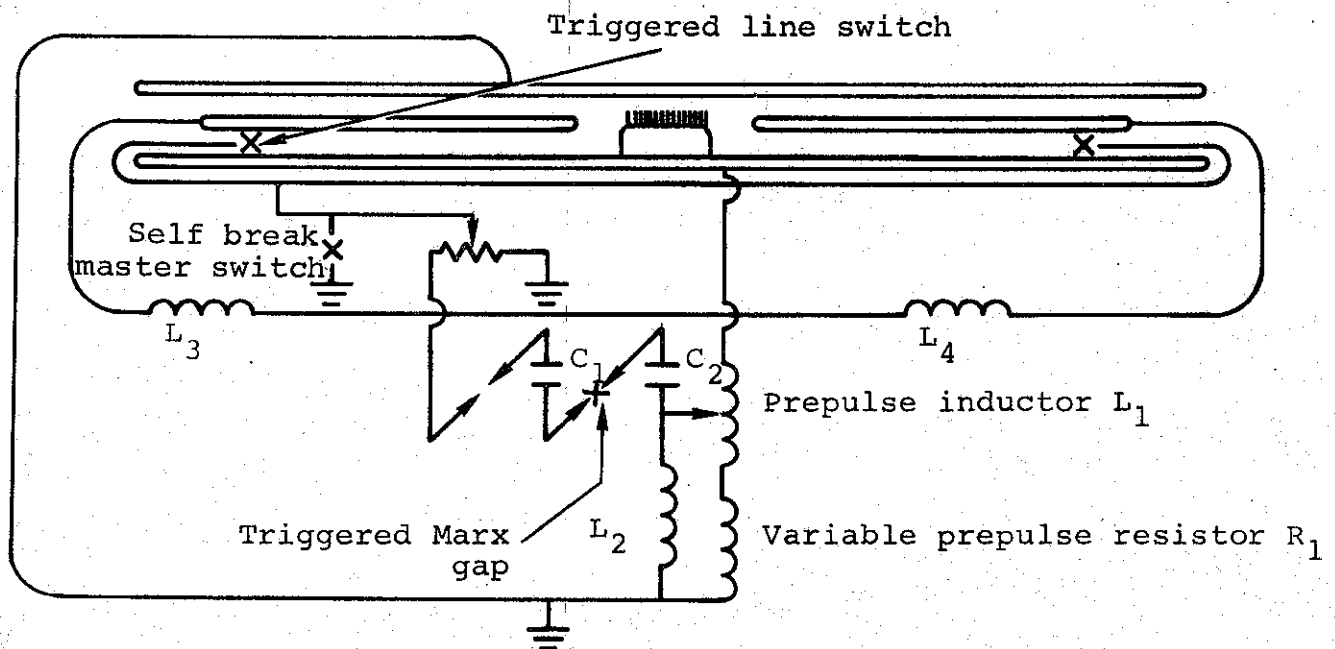 Triggered line switch
Self break
master switch
L3
L4
C1
C2
Prepulse inductor L1
Triggered Marx
gap
L2
Variable prepulse resistor R1